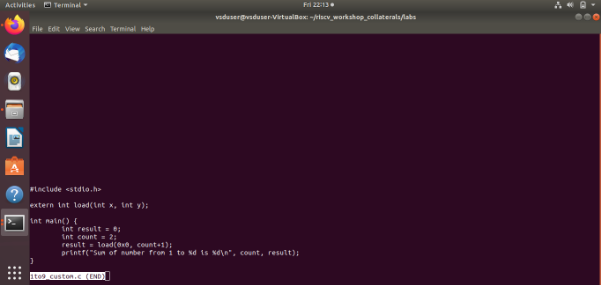 Activities Terminal Fri 22:13
vsduser@vsduser-VirtualBox: ~/riscv_workshop_collaterals/labs
File Edit View Search Terminal Help
#include <stdio.h>
extern int load(int x, int y);
int main() {
int result = 0;
int count = 2;
result = load(0x0, count+1);
printf("Sum of number from 1 to %d is %d\n", count, result);
}
1to9_custom.c (END)